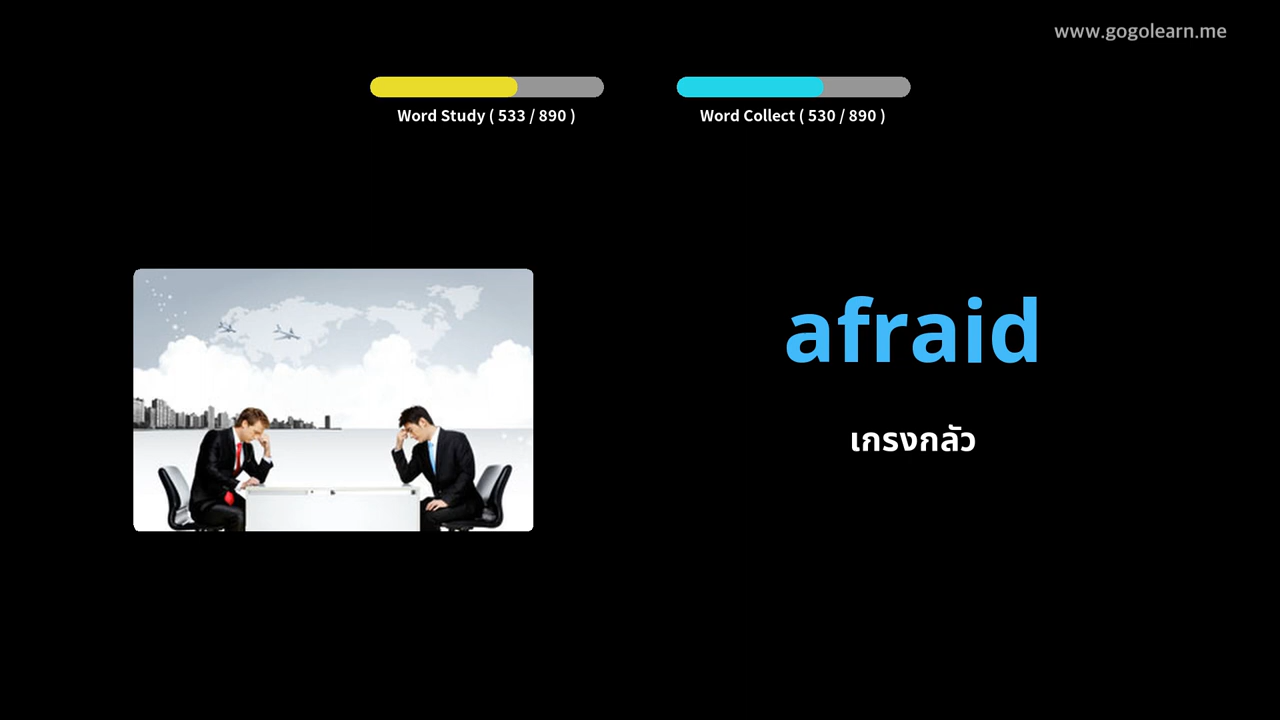 www.gogolearn.me
Word Study ( 533 / 890 )
Word Collect ( 530 / 890 )
afraid
เกรงกลัว